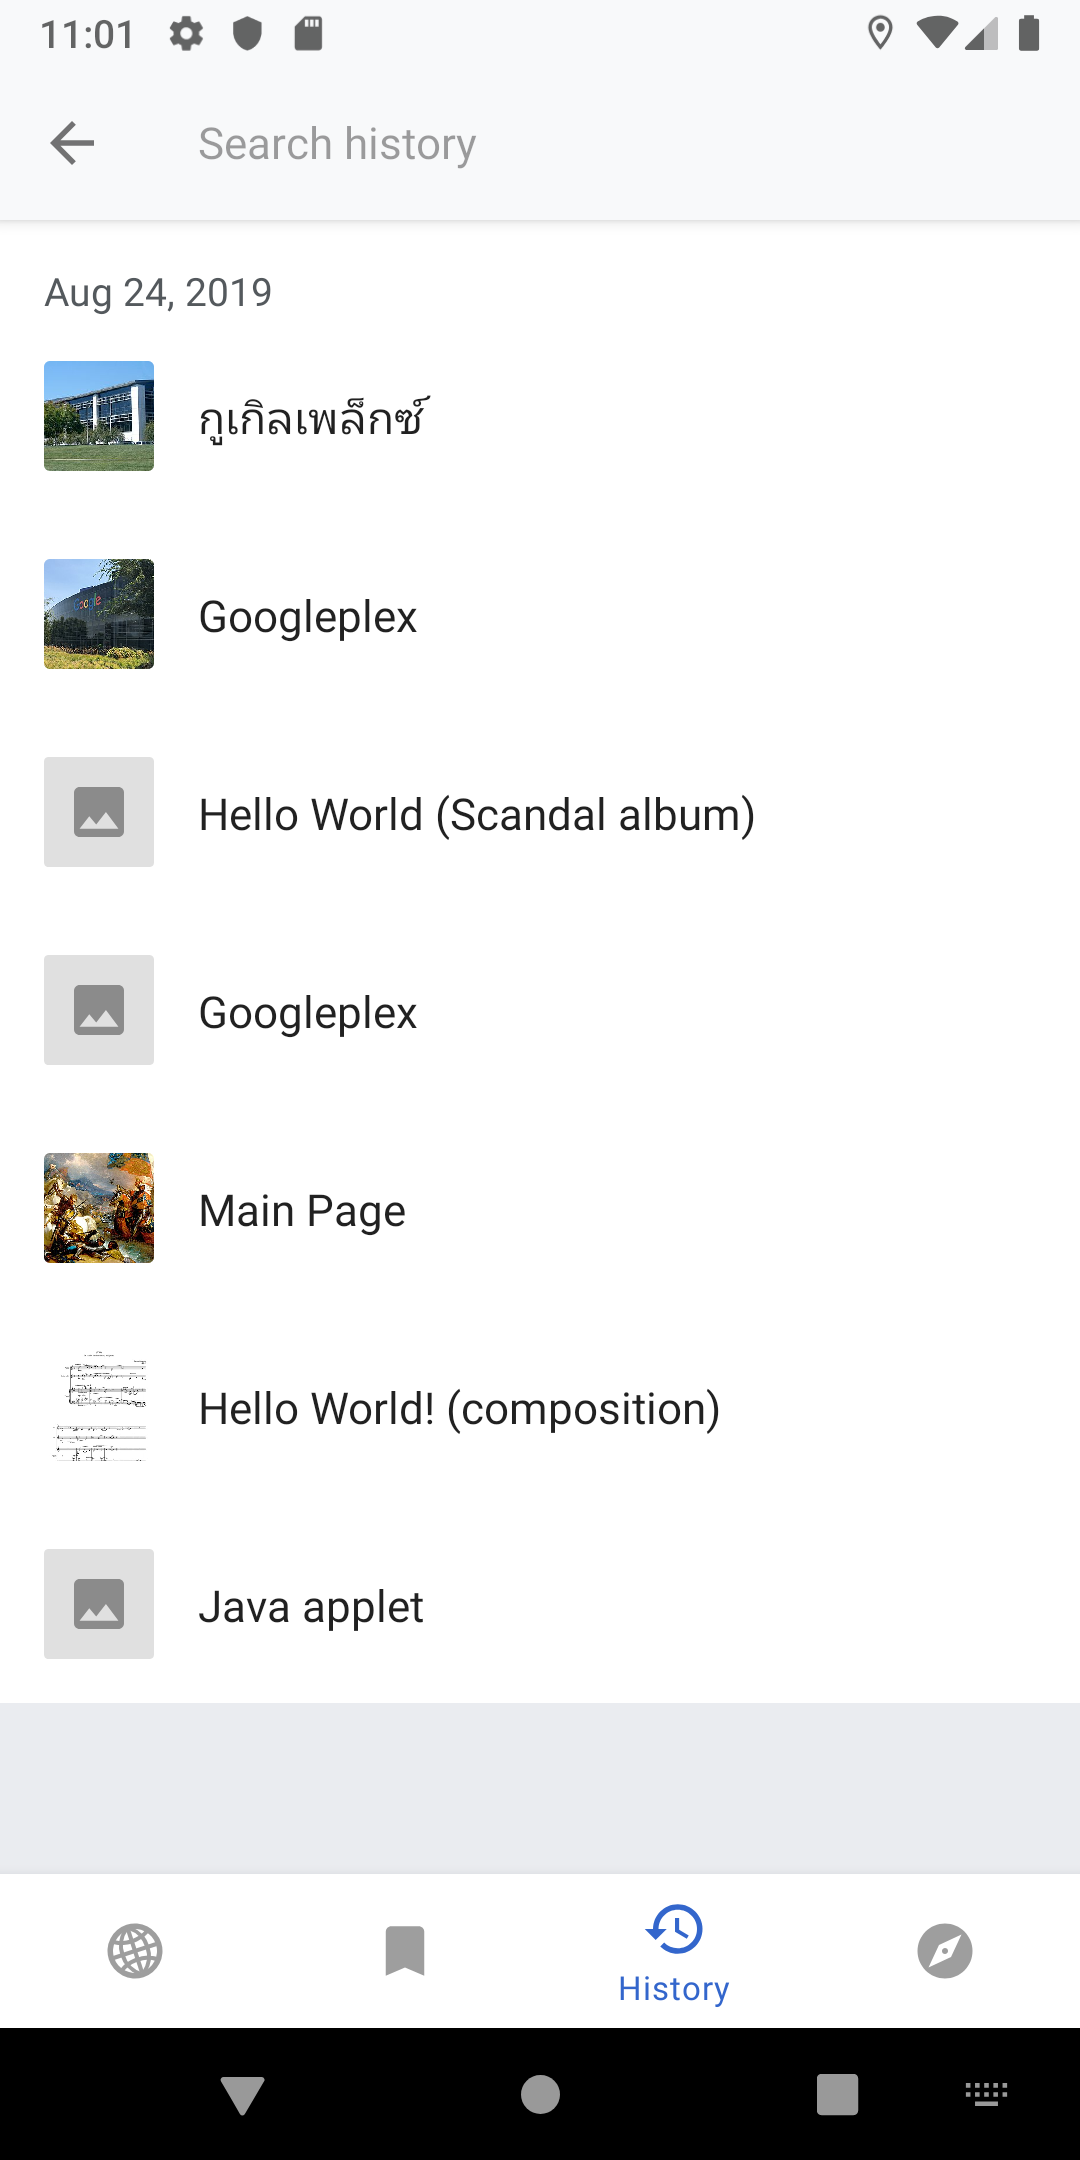 11:01
Search history
Aug 24, 2019
กูเกิลเพล็กซ์
Googleplex
Hello World (Scandal album)
Googleplex
Main Page
Hello World! (composition)
Java applet
History